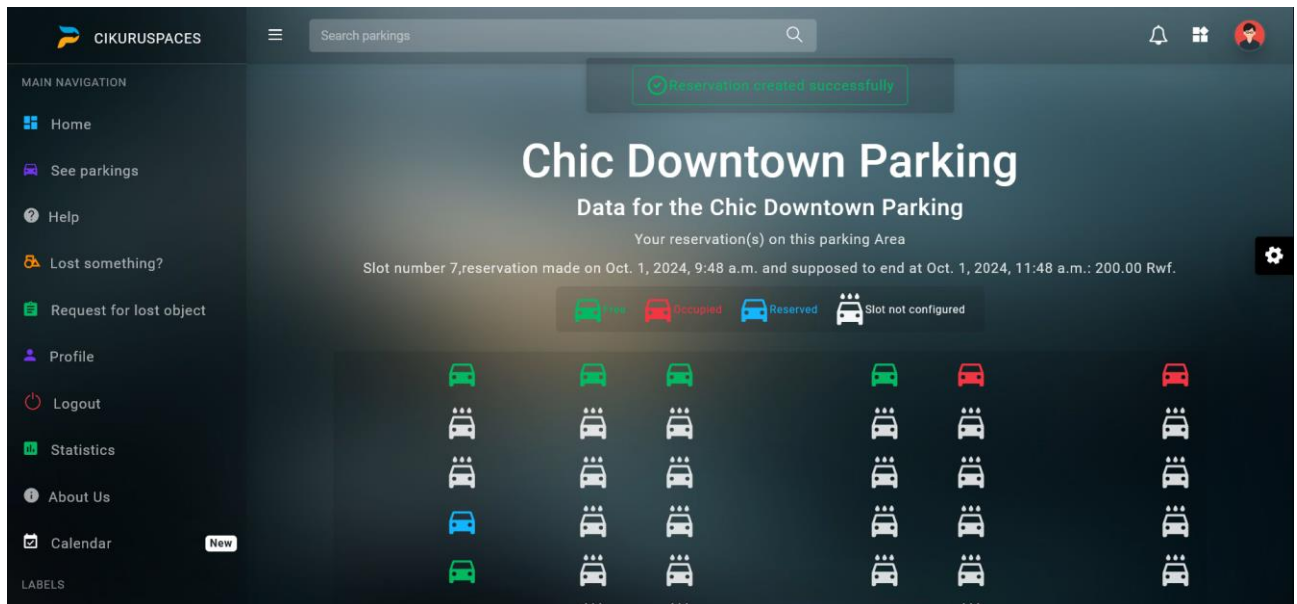 CIKURUSPACES
Search parkings
MAIN NAVIGATION
Home
See parkings
Help
Lost something?
Request for lost object
Profile
Logout
Statistics
About Us
Calendar New
LABELS
Reservation created successfully
Chic Downtown Parking
Data for the Chic Downtown Parking
Your reservation(s) on this parking Area
Slot number 7,reservation made on Oct. 1, 2024, 9:48 a.m. and supposed to end at Oct. 1, 2024, 11:48 a.m.: 200.00 Rwf.
Free Occupied Reserved Slot not configured